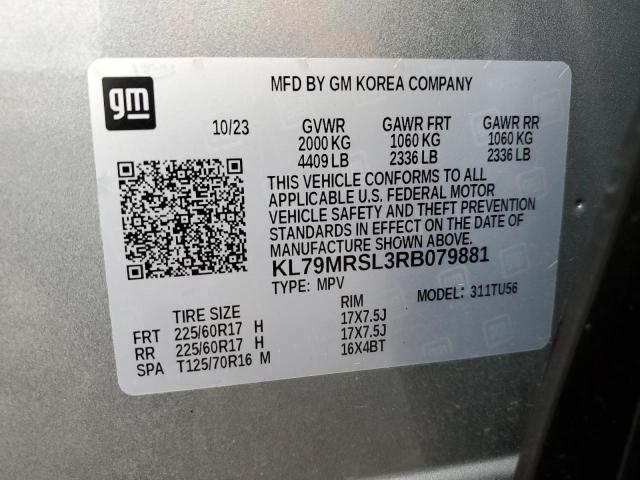 gm
MFD BY GM KOREA COMPANY
10/23 GVWR GAWR FRT GAWR RR
2000 KG 1060 KG 1060 KG
4409 LB 2336 LB 2336 LB
THIS VEHICLE CONFORMS TO ALL
APPLICABLE U.S. FEDERAL MOTOR
VEHICLE SAFETY AND THEFT PREVENTION
STANDARDS IN EFFECT ON THE DATE OF
MANUFACTURE SHOWN ABOVE.
KL79MRSL3RB079881
TYPE: MPV MODEL: 311TU56
TIRE SIZE RIM
FRT 225/60R17 H 17X7.5J
RR 225/60R17 H 17X7.5J
SPA T125/70R16 M 16X4BT